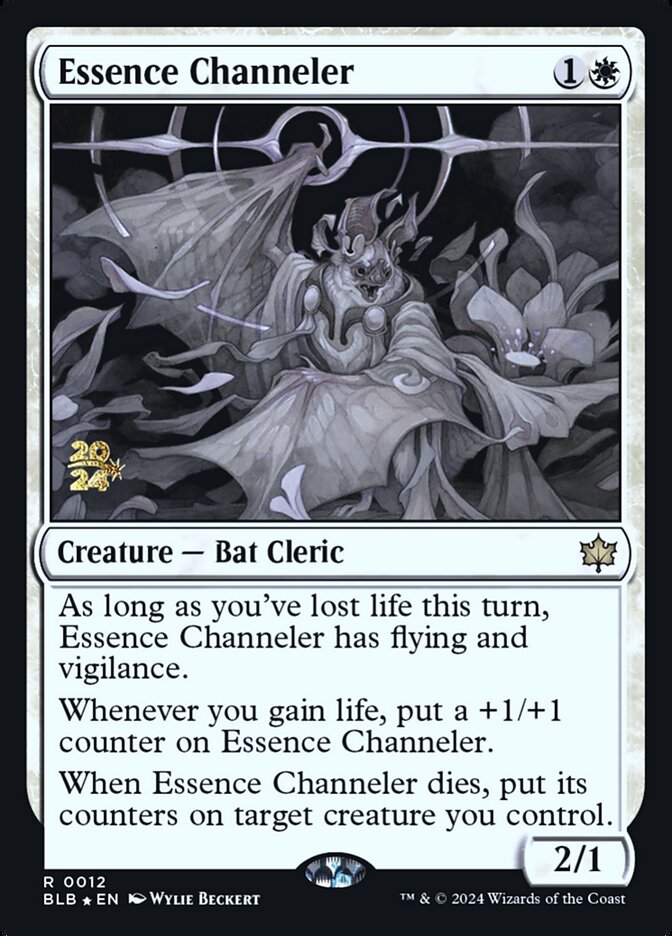 Essence Channeler 1
20
24
Creature — Bat Cleric
As long as you’ve lost life this turn,
Essence Channeler has flying and
vigilance.
Whenever you gain life, put a +1/+1
counter on Essence Channeler.
When Essence Channeler dies, put its
counters on target creature you control.
2/1
R 0012
BLB ★ EN Wylie Beckert
™ & © 2024 Wizards of the Coast